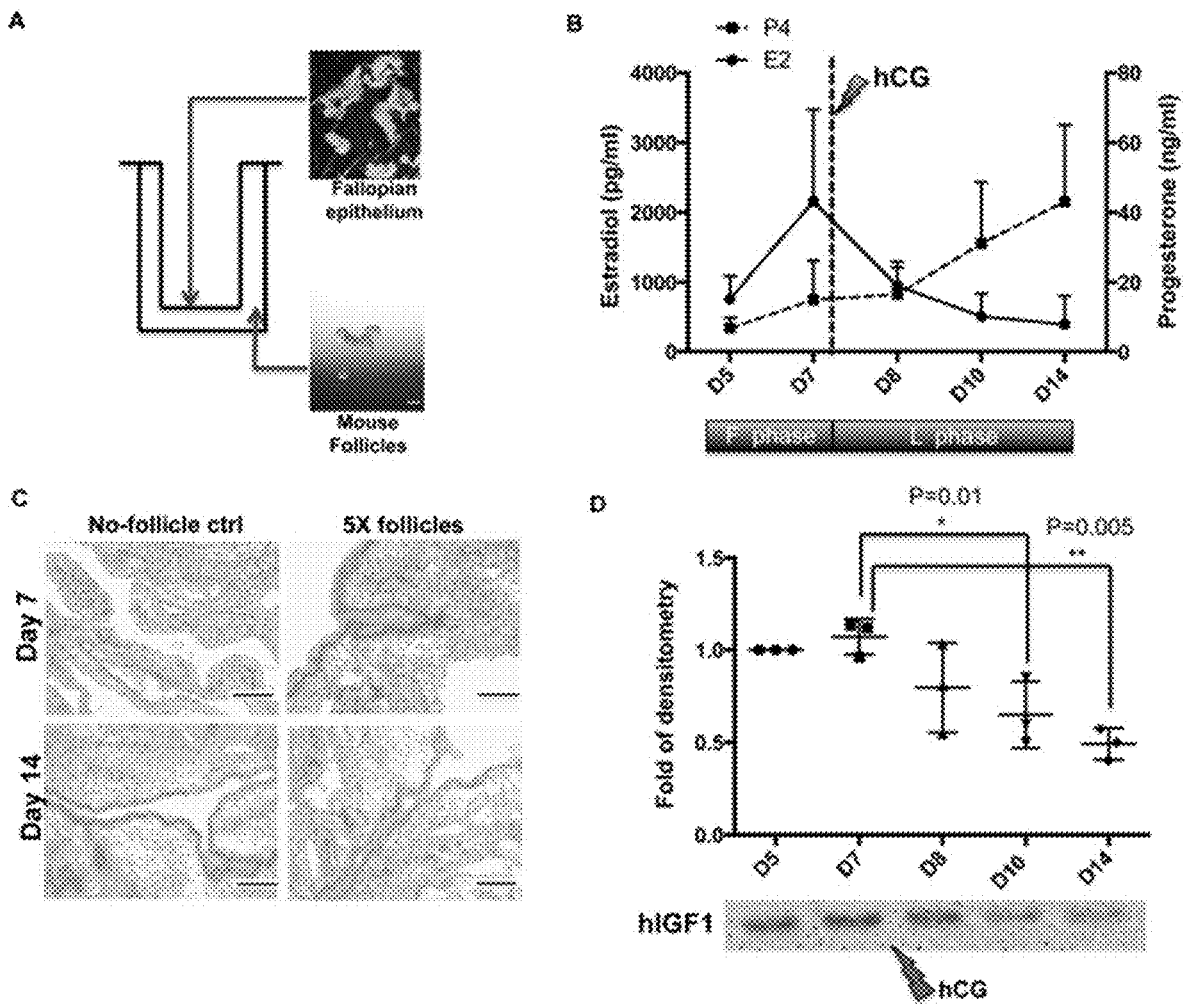 A
Fallopian
epithelium
Mouse
Follicles
B
P4
E2
hCG
Estradiol (pg/ml)
4000
3000
2000
1000
0
Progesterone (ng/ml)
80
60
40
20
0
D5
D7
D8
D10
D14
F phase
L phase
C
No-follicle ctrl
5X follicles
Day 7
Day 14
D
P=0.01
*
P=0.005
**
Fold of densitometry
1.5
1.0
0.5
0.0
D5
D7
D8
D10
D14
hIGF1
hCG